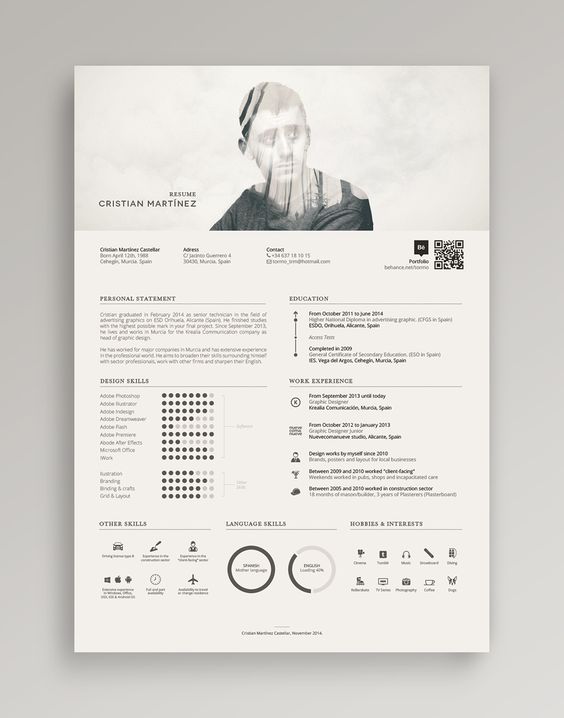 RESUME
CRISTIAN MARTÍNEZ
Cristian Martínez Castellar
Born April 12th, 1988
Cehegín, Murcia. Spain
Adress
C/ Jacinto Guerrero 4
30430, Murcia, Spain
Contact
+34 637 18 10 15
tormo_trm@hotmail.com
Bē
Portfolio
behance.net/tormo
PERSONAL STATEMENT
Cristian graduated in February 2014 as senior technician in the field of
advertising graphics on ESD Orihuela, Alicante (Spain). He finished studies
with the highest possible mark in your final project. Since September 2013,
he lives and works in Murcia for the Krealia Communication company as
head of graphic design.
He has worked for major companies in Murcia and has extensive experience
in the professional world. He aims to broaden their skills surrounding himself
with sector professionals, work with other firms and sharpen their English.
EDUCATION
From October 2011 to June 2014
Higher National Diploma in advertising graphic. (CFGS in Spain)
ESDO, Orihuela, Alicante, Spain
Access Tests
Completed in 2009
General Certificate of Secondary Education. (ESO in Spain)
IES. Vega del Argos, Cehegín, Murcia, Spain
DESIGN SKILLS
Adobe Photoshop
Adobe Illustrator
Adobe Indesign
Adobe Dreamweaver
Adobe Flash
Adobe Premiere
Abode After Effects
Microsoft Office
iWork
Software
Ilustration
Branding
Binding & crafts
Grid & Layout
Other
Skills
WORK EXPERIENCE
From September 2013 until today
Graphic Designer
Krealia Comunicación, Murcia, Spain
nueve
coma
nueve
From October 2012 to January 2013
Graphic Designer Junior
Nuevecomanueve studio, Alicante, Spain
Design works by myself since 2010
Brands, posters and layout for local businesses
Between 2009 and 2010 worked "client-facing"
Weekends worked in pubs, shops and incapacitated care
Between 2005 and 2010 worked in construction sector
18 months of mason/builder, 3 years of Plasterers (Plasterboard)
OTHER SKILLS
Driving license type B
Experience in the
construction sector
Experience in the
"client-facing" sector
Extensive experience
in Windows, Office,
OSX, iOS & Android OS
Full and part
availability
Availability to travel
or change residence
LANGUAGE SKILLS
SPANISH
Mother language
ENGLISH
Loading 40%
HOBBIES & INTERESTS
Cinema
Tumblr
Music
Snowboard
Diving
Rollerskate
TV Series
Photography
Coffee
Dogs
Cristian Martínez Castellar, November 2014.